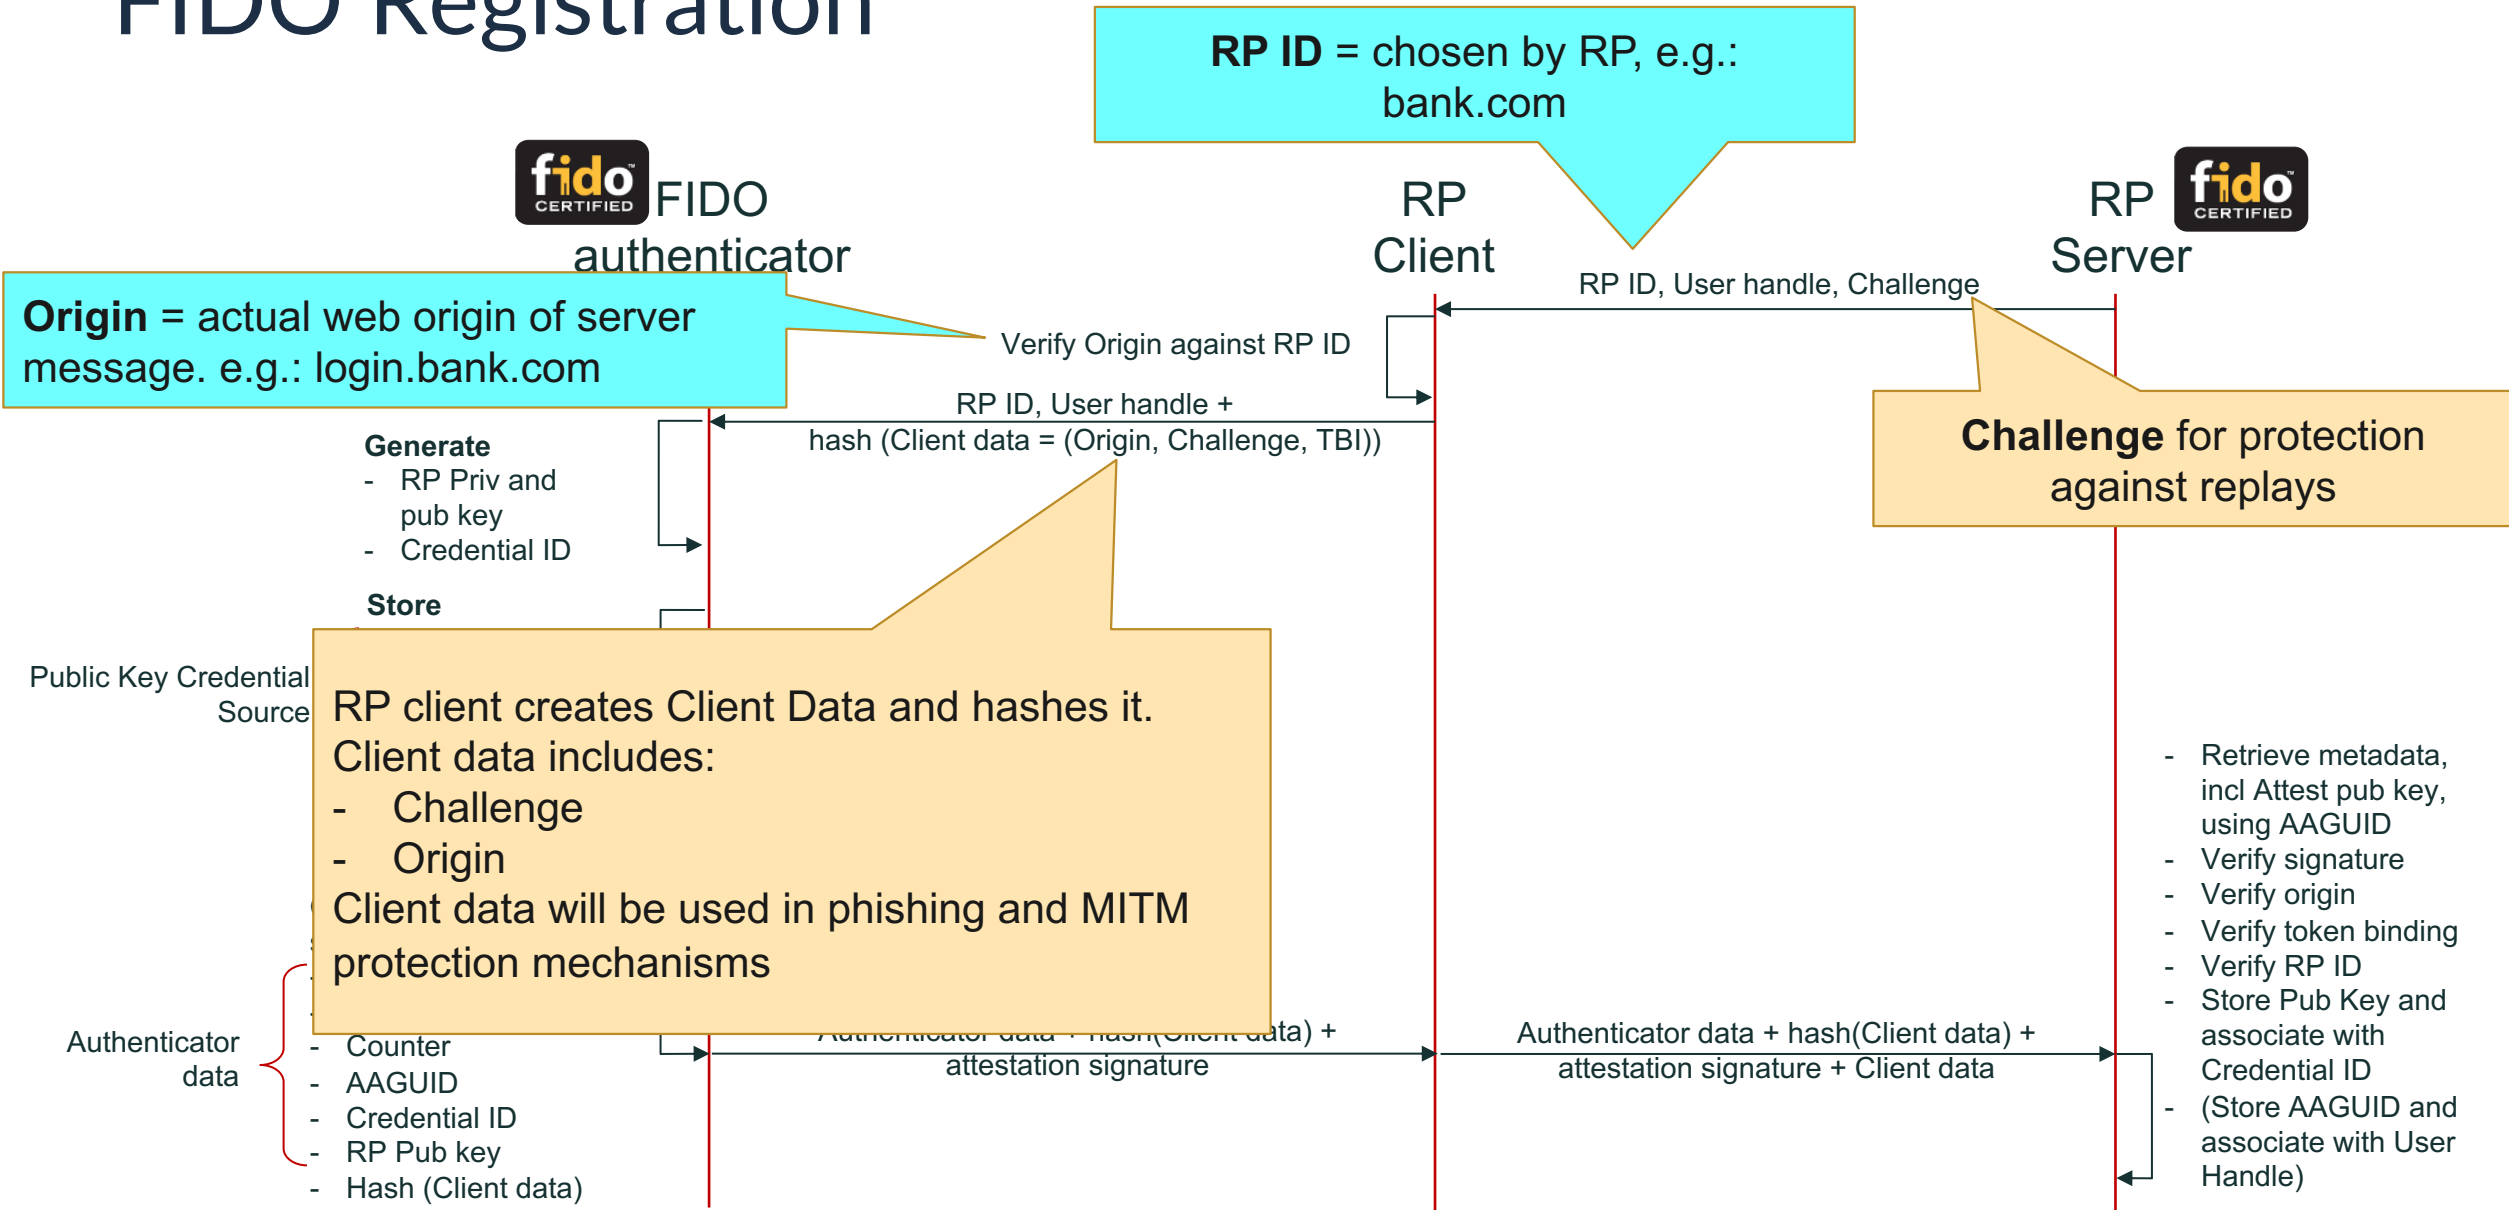 FIDO Registration
RP ID = chosen by RP, e.g.:
bank.com
fido
CERTIFIED
FIDO
authenticator
RP
Client
RP
Server
fido
CERTIFIED
RP ID, User handle, Challenge
Origin = actual web origin of server
message. e.g.: login.bank.com
Verify Origin against RP ID
RP ID, User handle +
hash (Client data = (Origin, Challenge, TBI))
Challenge for protection
against replays
Generate
- RP Priv and
pub key
- Credential ID
Store
Public Key Credential
Source
RP client creates Client Data and hashes it.
Client data includes:
- Challenge
- Origin
Client data will be used in phishing and MITM
protection mechanisms
Authenticator
data
- Counter
- AAGUID
- Credential ID
- RP Pub key
- Hash (Client data)
Authenticator data + hash(Client data) +
attestation signature
Authenticator data + hash(Client data) +
attestation signature + Client data
- Retrieve metadata,
incl Attest pub key,
using AAGUID
- Verify signature
- Verify origin
- Verify token binding
- Verify RP ID
- Store Pub Key and
associate with
Credential ID
- (Store AAGUID and
associate with User
Handle)